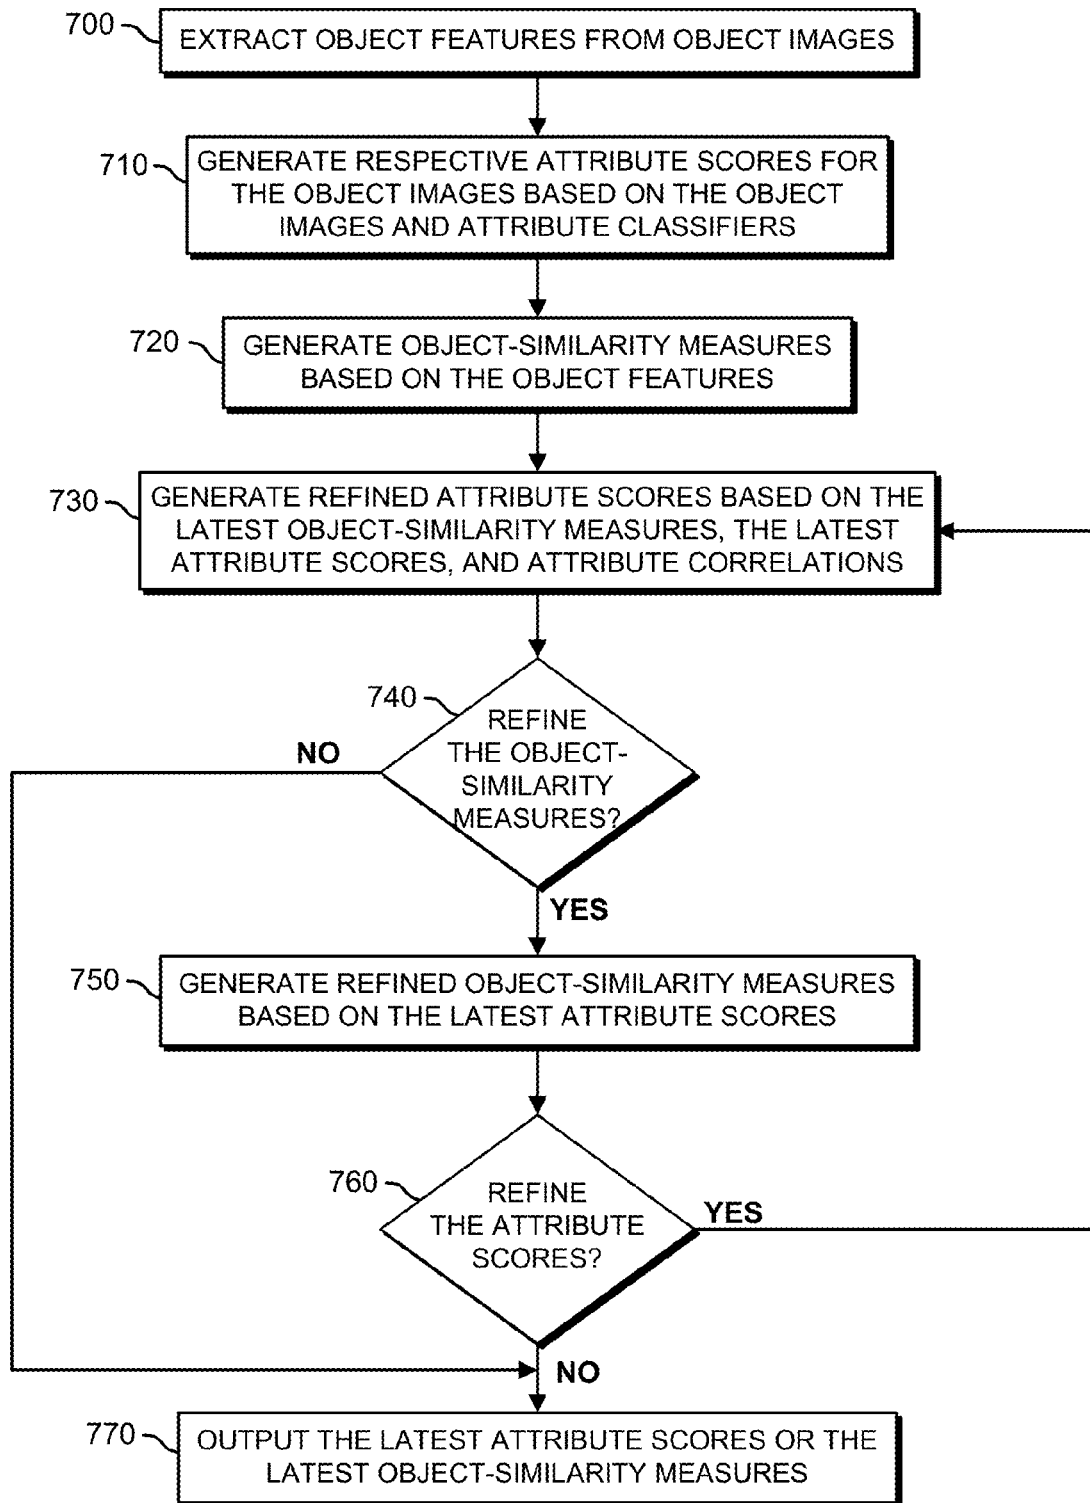 700
EXTRACT OBJECT FEATURES FROM OBJECT IMAGES
710
GENERATE RESPECTIVE ATTRIBUTE SCORES FOR
THE OBJECT IMAGES BASED ON THE OBJECT
IMAGES AND ATTRIBUTE CLASSIFIERS
720
GENERATE OBJECT-SIMILARITY MEASURES
BASED ON THE OBJECT FEATURES
730
GENERATE REFINED ATTRIBUTE SCORES BASED ON THE
LATEST OBJECT-SIMILARITY MEASURES, THE LATEST
ATTRIBUTE SCORES, AND ATTRIBUTE CORRELATIONS
740
REFINE
THE OBJECT-
SIMILARITY
MEASURES?
NO
YES
750
GENERATE REFINED OBJECT-SIMILARITY MEASURES
BASED ON THE LATEST ATTRIBUTE SCORES
760
REFINE
THE ATTRIBUTE
SCORES?
YES
NO
770
OUTPUT THE LATEST ATTRIBUTE SCORES OR THE
LATEST OBJECT-SIMILARITY MEASURES